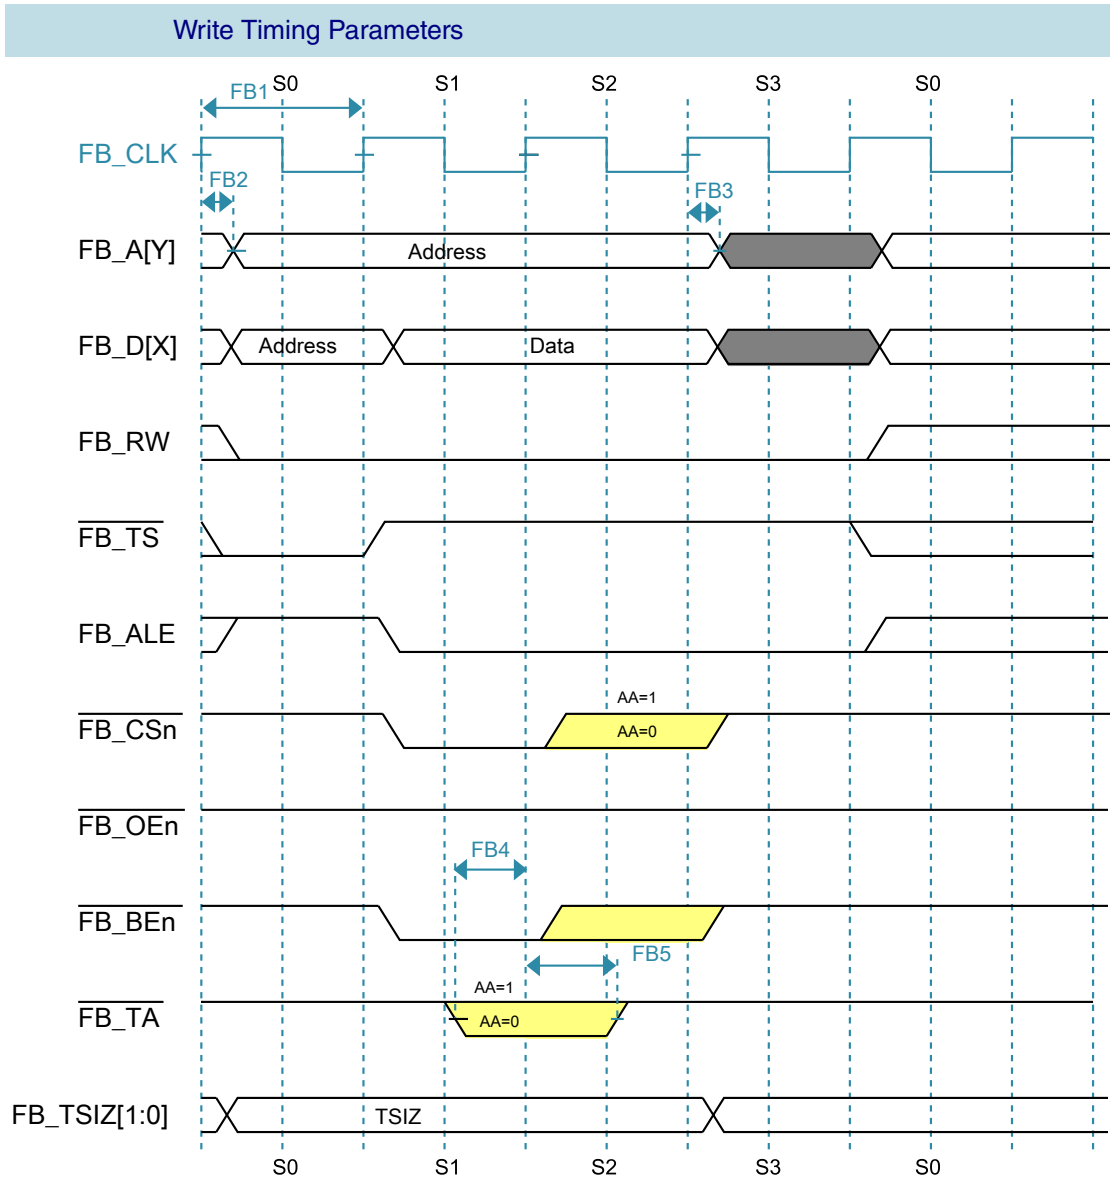 Write Timing Parameters
S0 S1 S2 S3 S0
FB1
FB_CLK
FB2 FB3
FB_A[Y] Address
FB_D[X] Address Data
FB_RW
FB_TS
FB_ALE
AA=1
FB_CSn AA=0
FB_OEn
FB4
FB_BEn
FB5
AA=1
FB_TA AA=0
FB_TSIZ[1:0] TSIZ
S0 S1 S2 S3 S0